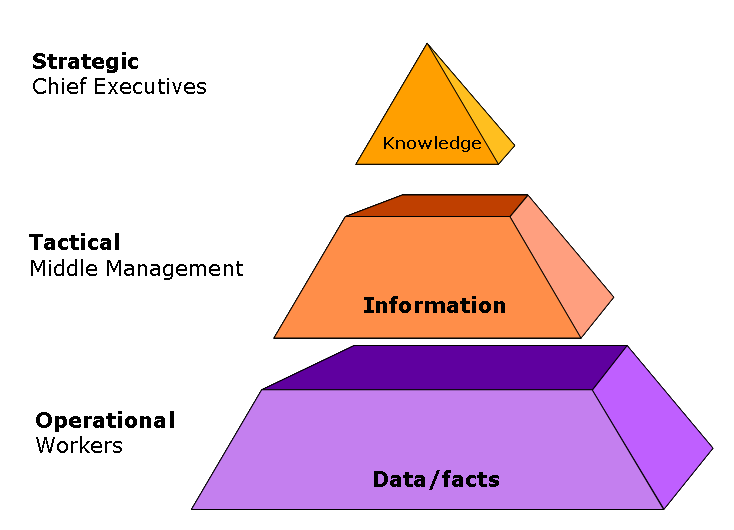 Strategic
Chief Executives
Knowledge
Tactical
Middle Management
Information
Operational
Workers
Data/facts